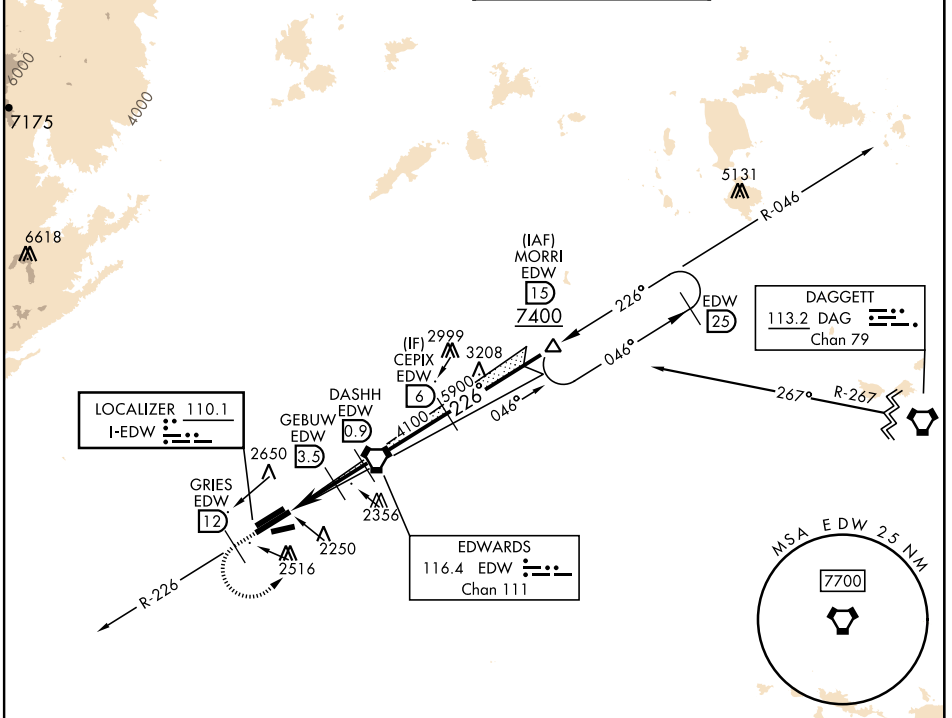 6000
7175
4000
6618
5131
R-046
(IAF)
MORRI
EDW
15
7400
226°
EDW
25
046°
DAGGETT
113.2 DAG
Chan 79
267°
R-267
(IF)
CEPIX
EDW
6
2999
3208
5900
4100
226°
046°
DASHH
EDW
0.9
GEBUW
EDW
3.5
LOCALIZER 110.1
I-EDW
2650
GRIES
EDW
12
2356
2250
2516
R-226
EDWARDS
116.4 EDW
Chan 111
MSA EDW 25 NM
7700